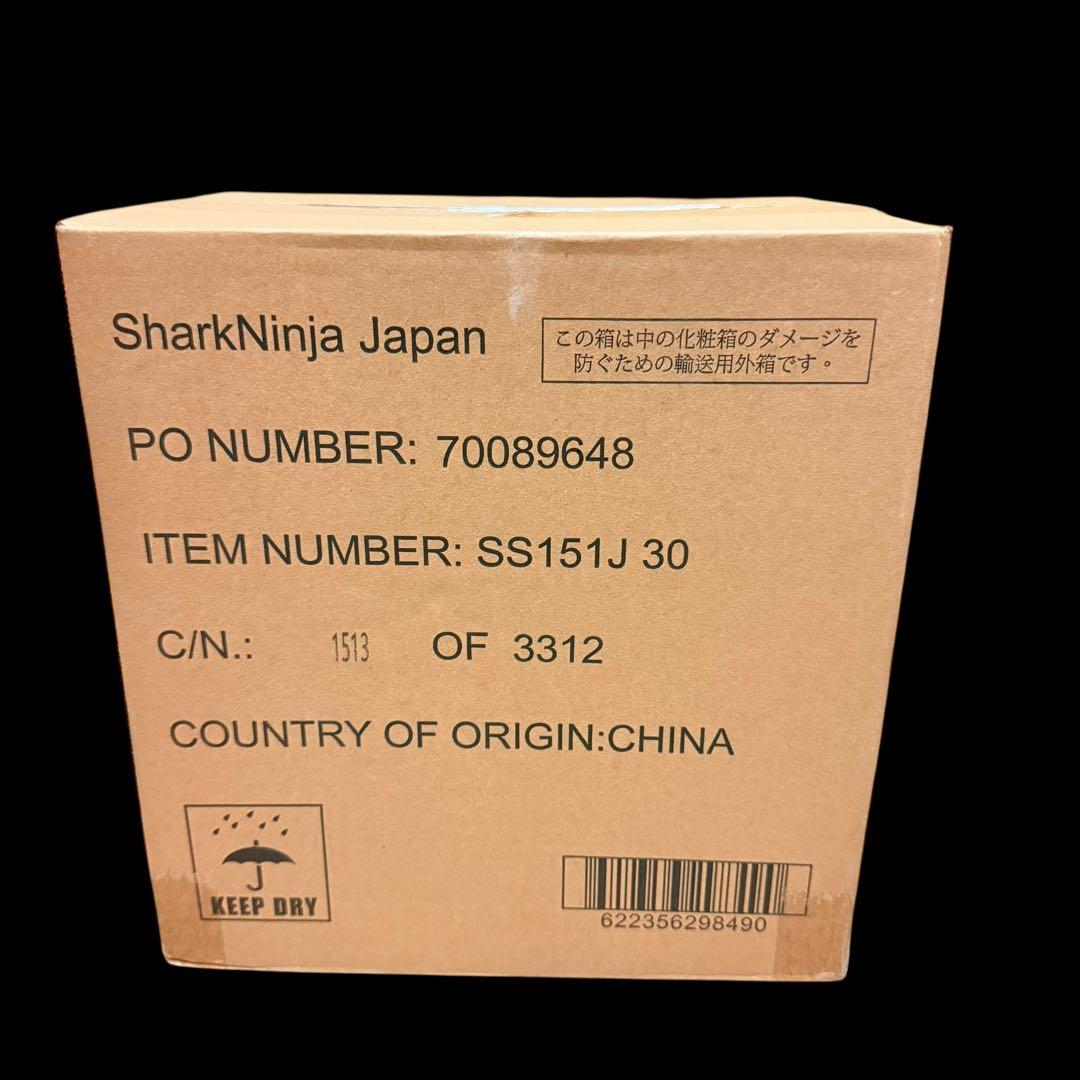 SharkNinja Japan
この箱は中の化粧箱のダメージを
防ぐための輸送用外箱です。
PO NUMBER: 70089648
ITEM NUMBER: SS151J 30
C/N.: 1513 OF 3312
COUNTRY OF ORIGIN:CHINA
KEEP DRY
622356298490